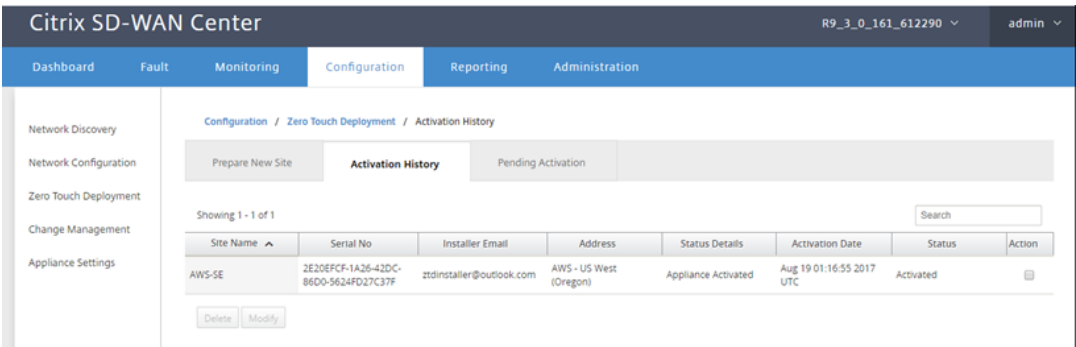 Citrix SD-WAN Center
R9_3_0_161_612290
admin
Dashboard Fault Monitoring Configuration Reporting Administration
Network Discovery
Network Configuration
Zero Touch Deployment
Change Management
Appliance Settings
Configuration / Zero Touch Deployment / Activation History
Prepare New Site Activation History Pending Activation
Showing 1 - 1 of 1
Search
Site Name Serial No Installer Email Address Status Details Activation Date Status Action
AWS-SE 2E20EFCF-1A26-42DC- ztdinstaller@outlook.com AWS - US West Appliance Activated Aug 19 01:16:55 2017 Activated
86D0-5624FD27C37F (Oregon) UTC
Delete Modify